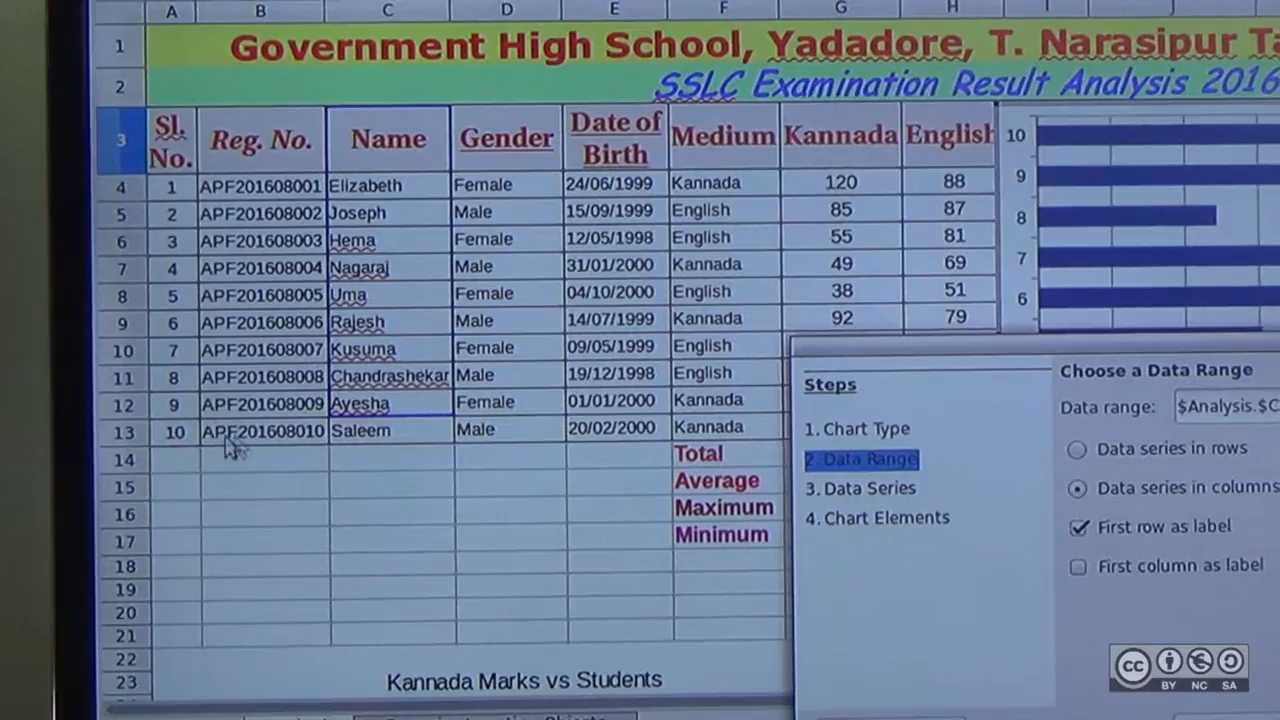 A B C D E F G H
1 Government High School, Yadadore, T. Narasipur
2 SSLC Examination Result Analysis 2016
3 Sl. No. Reg. No. Name Gender Date of Birth Medium Kannada English
4 1 APF201608001 Elizabeth Female 24/06/1999 Kannada 120 88
5 2 APF201608002 Joseph Male 15/09/1999 English 85 87
6 3 APF201608003 Hema Female 12/05/1998 English 55 81
7 4 APF201608004 Nagaraj Male 31/01/2000 Kannada 49 69
8 5 APF201608005 Uma Female 04/10/2000 English 38 51
9 6 APF201608006 Rajesh Male 14/07/1999 Kannada 92 79
10 7 APF201608007 Kusuma Female 09/05/1999 English
11 8 APF201608008 Chandrashekar Male 19/12/1998 English
12 9 APF201608009 Ayesha Female 01/01/2000 Kannada
13 10 APF201608010 Saleem Male 20/02/2000 Kannada
14 Total
15 Average
16 Maximum
17 Minimum
18
19
20
21
22
23 Kannada Marks vs Students
10
9
8
7
6
Steps
1. Chart Type
2. Data Range
3. Data Series
4. Chart Elements
Choose a Data Range
Data range: $Analysis.$C
Data series in rows
Data series in columns
First row as label
First column as label
cc
BY NC SA